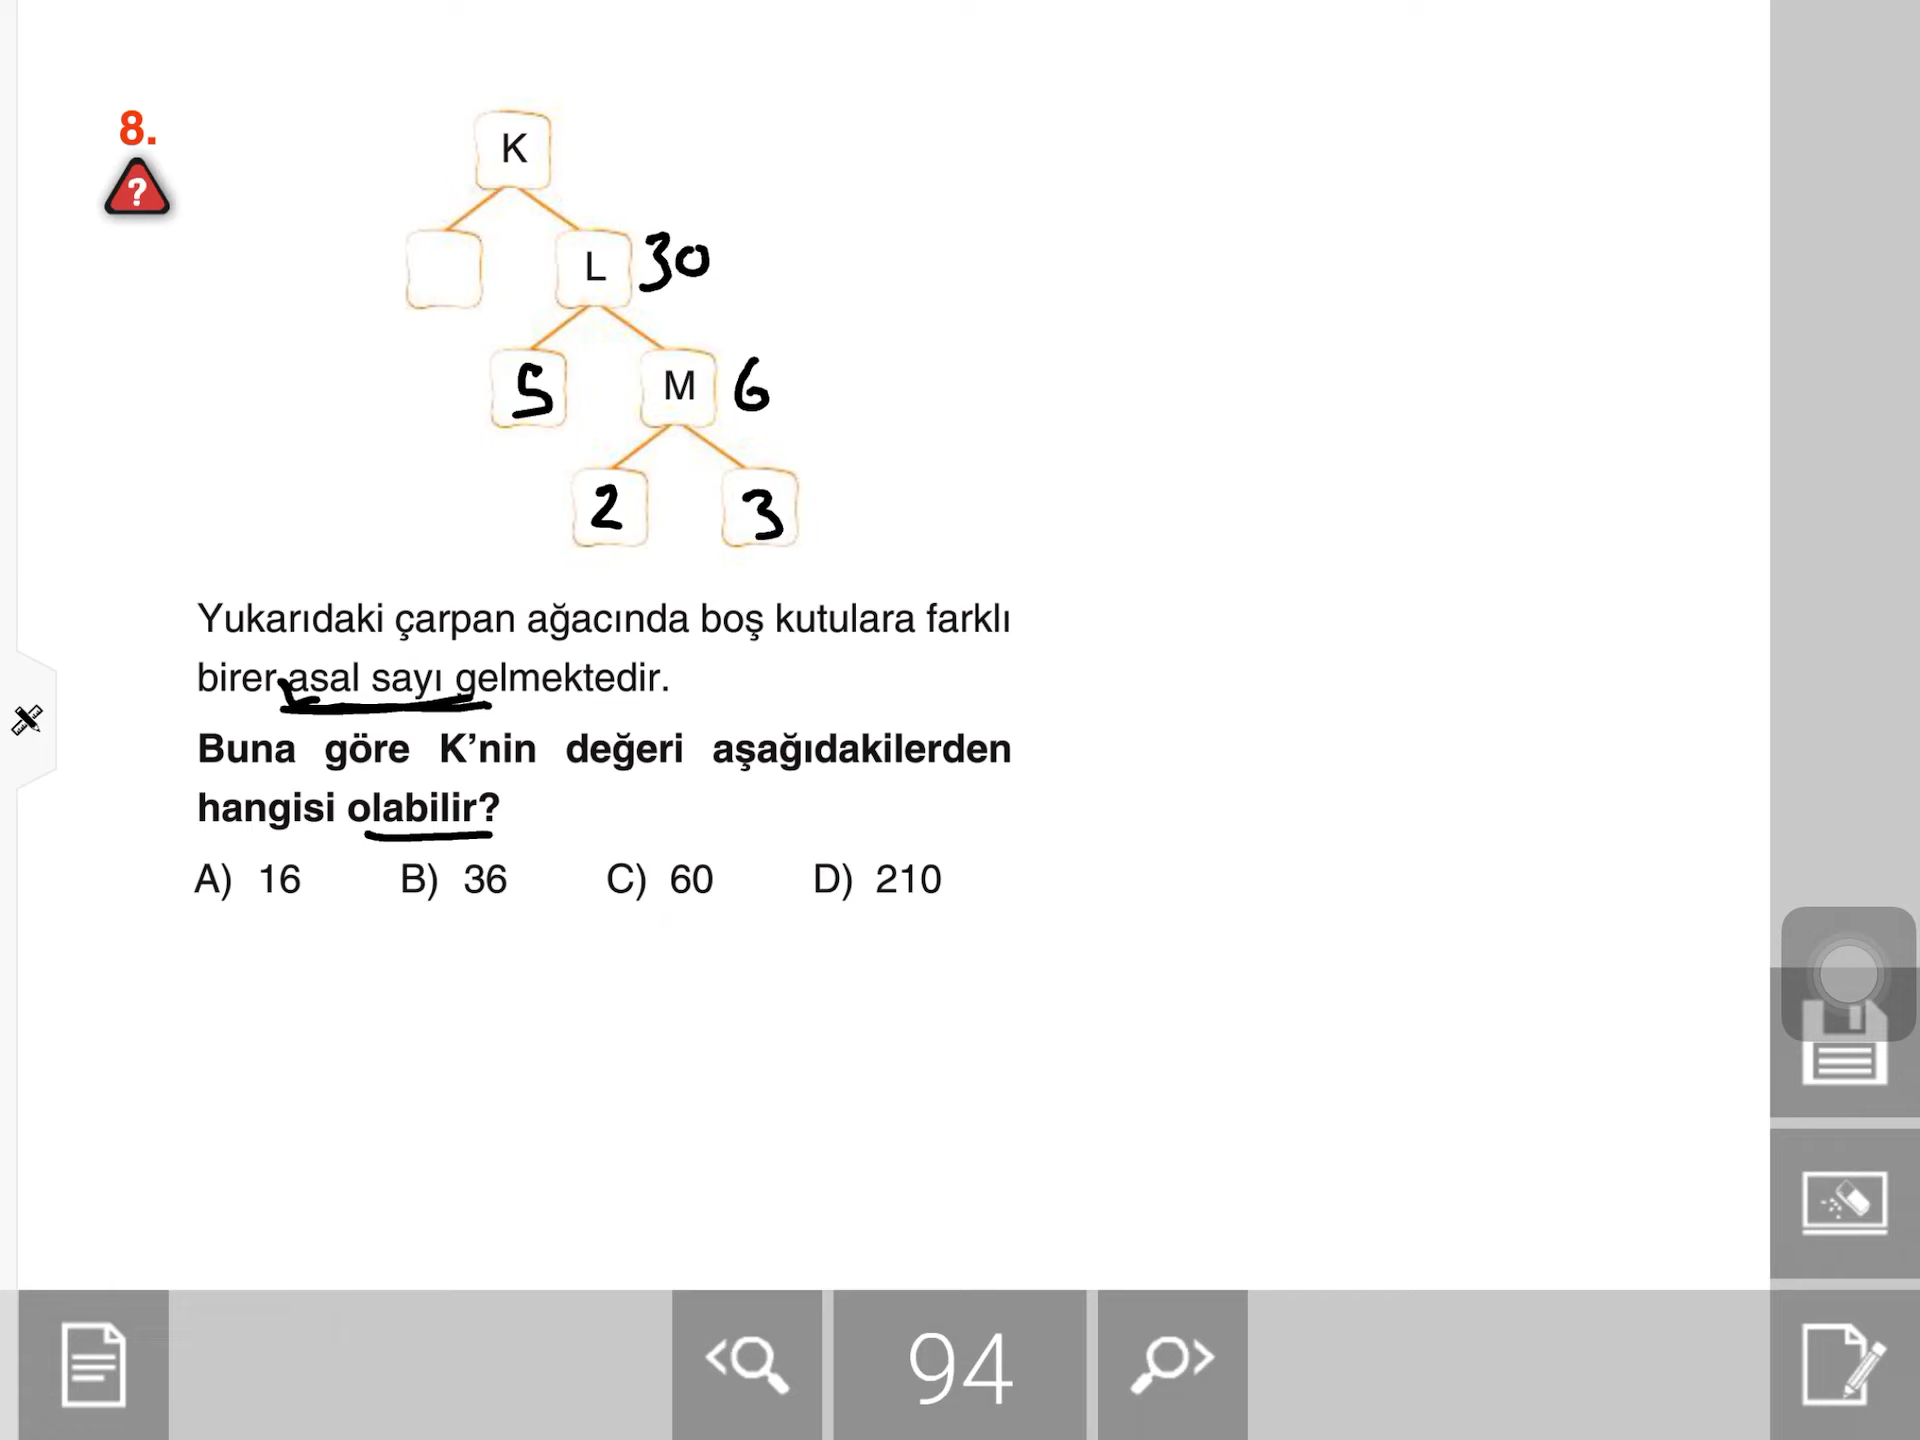 8.
?
K
L 30
5
M 6
2
3
Yukarıdaki çarpan ağacında boş kutulara farklı
birer asal sayı gelmektedir.
Buna göre K'nin değeri aşağıdakilerden
hangisi olabilir?
A) 16 B) 36 C) 60 D) 210
94